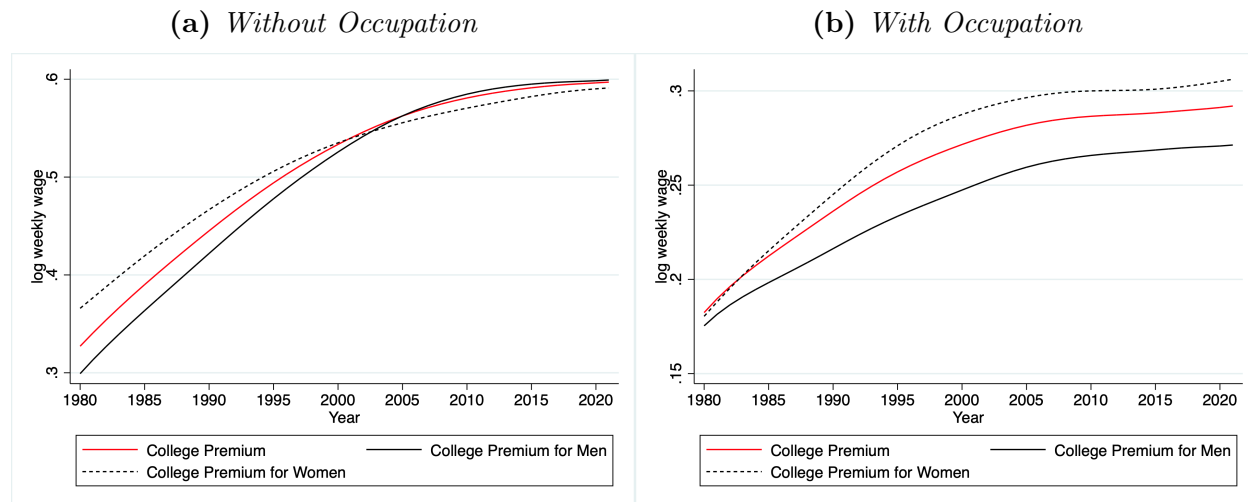 (a) Without Occupation
log weekly wage
.6
.5
.4
.3
1980 1985 1990 1995 2000 2005 2010 2015 2020
Year
College Premium
College Premium for Men
College Premium for Women
(b) With Occupation
log weekly wage
.3
.25
.2
.15
1980 1985 1990 1995 2000 2005 2010 2015 2020
Year
College Premium
College Premium for Men
College Premium for Women